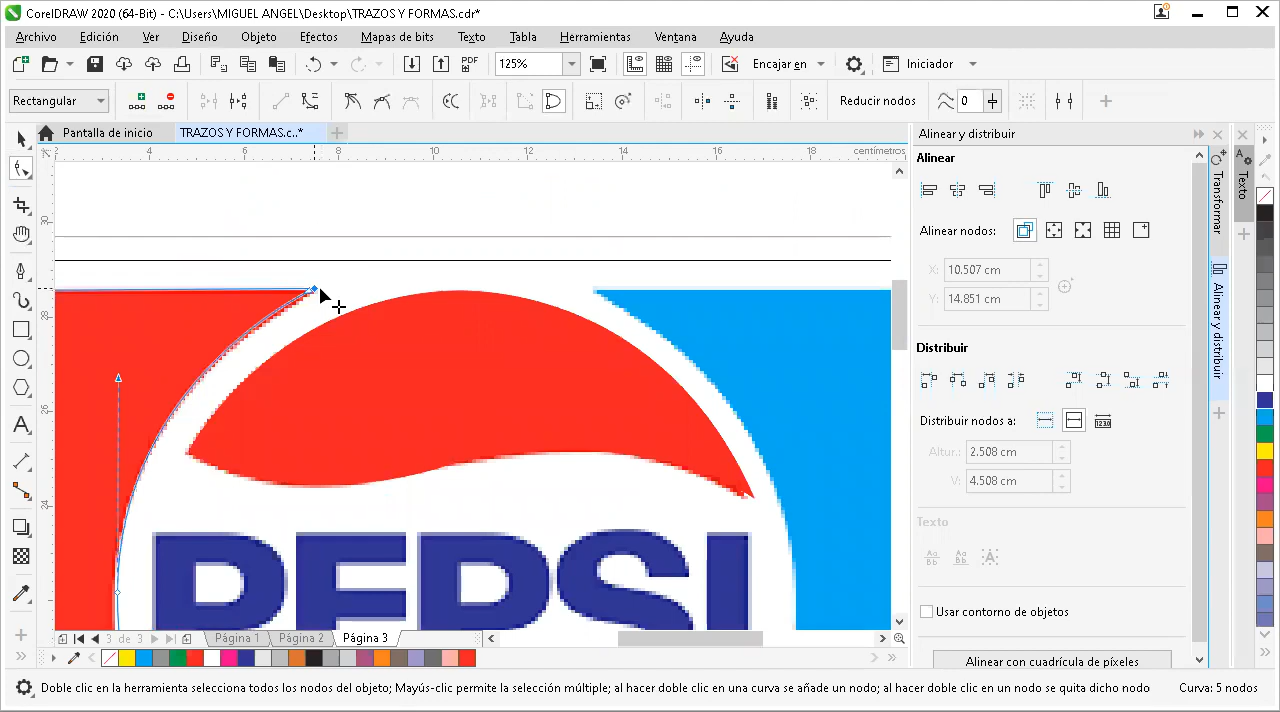 CorelDRAW 2020 (64-Bit) - C:\Users\MIGUEL ANGEL\Desktop\TRAZOS Y FORMAS.cdr*
Archivo Edición Ver Diseño Objeto Efectos Mapas de bits Texto Tabla Herramientas Ventana Ayuda
PDF 125% Encajar en Iniciador
Rectangular Reducir nodos 0
Pantalla de inicio TRAZOS Y FORMAS.c...* Alinear y distribuir
2 4 6 8 10 12 14 16 18 centímetros
Alinear
Transformar
Texto
Alinear nodos:
X: 10.507 cm
Y: 14.851 cm
Alinear y distribuir
30
28
26
24
Distribuir
Distribuir nodos a:
Altur.: 2.508 cm
V: 4.508 cm
Texto
PEPSI
Usar contorno de objetos
3 de 3 Página 1 Página 2 Página 3
Alinear con cuadrícula de píxeles
Doble clic en la herramienta selecciona todos los nodos del objeto; Mayús-clic permite la selección múltiple; al hacer doble clic en una curva se añade un nodo; al hacer doble clic en un nodo se quita dicho nodo Curva: 5 nodos